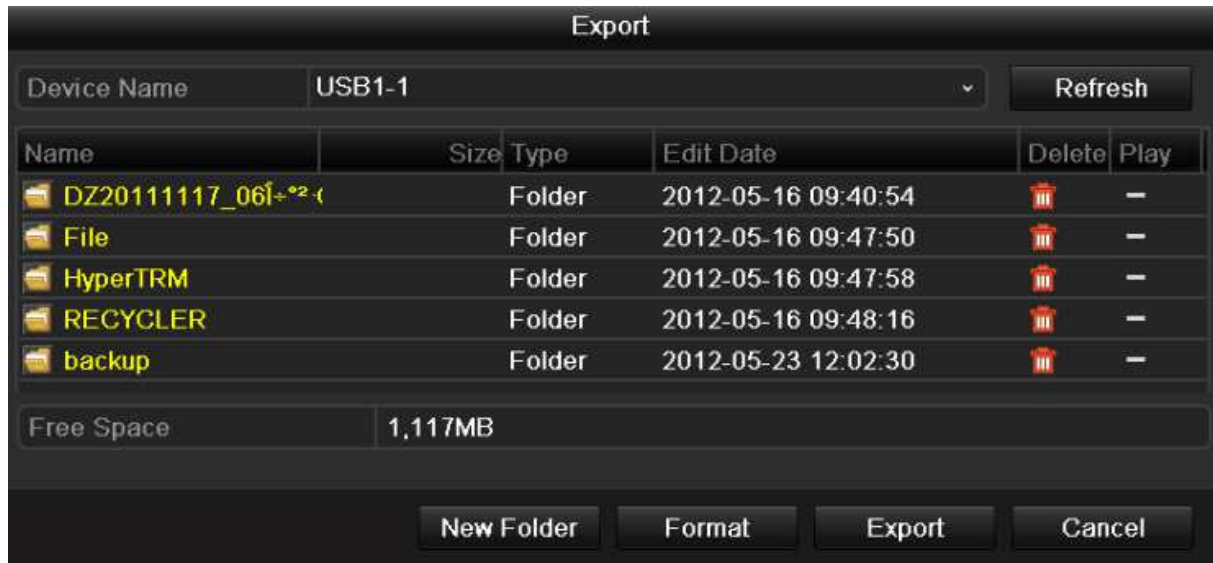 Export
Device Name USB1-1 Refresh
Name Size Type Edit Date Delete Play
DZ20111117_06Î÷°²·( Folder 2012-05-16 09:40:54 –
File Folder 2012-05-16 09:47:50 –
HyperTRM Folder 2012-05-16 09:47:58 –
RECYCLER Folder 2012-05-16 09:48:16 –
backup Folder 2012-05-23 12:02:30 –
Free Space 1,117MB
New Folder Format Export Cancel